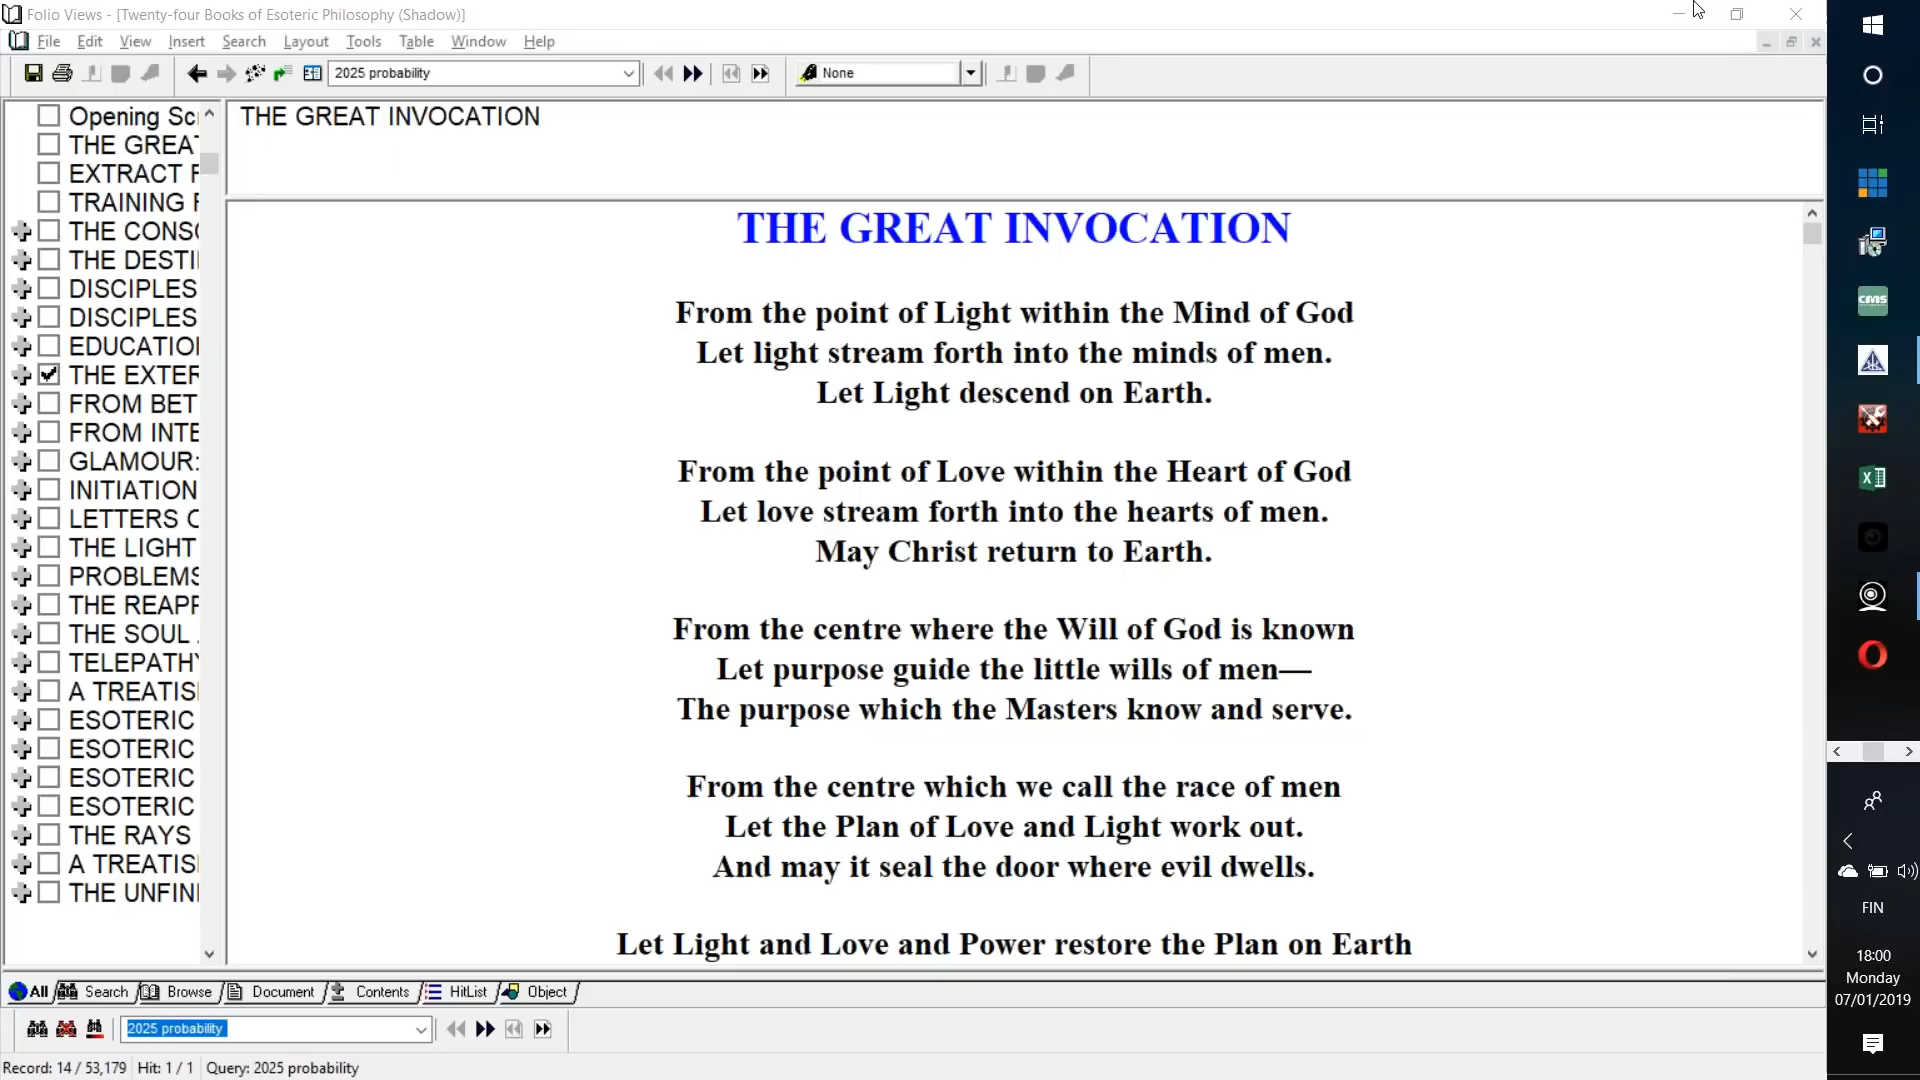 Folio Views - [Twenty-four Books of Esoteric Philosophy (Shadow)]
File Edit View Insert Search Layout Tools Table Window Help
2025 probability
None
Opening Scr
THE GREAT
EXTRACT F
TRAINING F
THE CONSC
THE DESTI
DISCIPLES
DISCIPLES
EDUCATIO
THE EXTER
FROM BET
FROM INTE
GLAMOUR:
INITIATION
LETTERS O
THE LIGHT
PROBLEMS
THE REAPP
THE SOUL
TELEPATHY
A TREATIS
ESOTERIC
ESOTERIC
ESOTERIC
ESOTERIC
THE RAYS
A TREATIS
THE UNFIN
THE GREAT INVOCATION
THE GREAT INVOCATION
From the point of Light within the Mind of God
Let light stream forth into the minds of men.
Let Light descend on Earth.
From the point of Love within the Heart of God
Let love stream forth into the hearts of men.
May Christ return to Earth.
From the centre where the Will of God is known
Let purpose guide the little wills of men—
The purpose which the Masters know and serve.
From the centre which we call the race of men
Let the Plan of Love and Light work out.
And may it seal the door where evil dwells.
Let Light and Love and Power restore the Plan on Earth
All Search Browse Document Contents HitList Object
2025 probability
Record: 14 / 53,179 Hit: 1 / 1 Query: 2025 probability
cms
FIN
18:00
Monday
07/01/2019